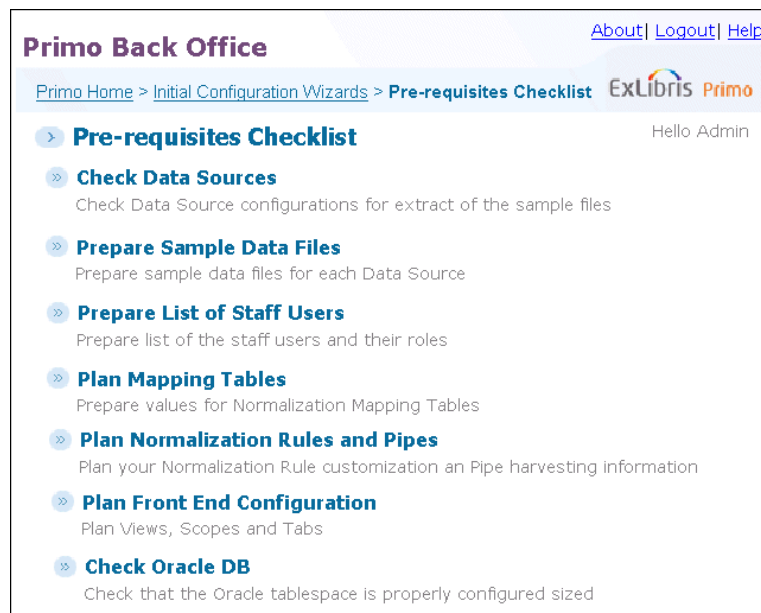 About| Logout| Help
Primo Back Office
Primo Home > Initial Configuration Wizards > Pre-requisites Checklist
ExLibris Primo
Pre-requisites Checklist
Hello Admin
Check Data Sources
Check Data Source configurations for extract of the sample files
Prepare Sample Data Files
Prepare sample data files for each Data Source
Prepare List of Staff Users
Prepare list of the staff users and their roles
Plan Mapping Tables
Prepare values for Normalization Mapping Tables
Plan Normalization Rules and Pipes
Plan your Normalization Rule customization an Pipe harvesting information
Plan Front End Configuration
Plan Views, Scopes and Tabs
Check Oracle DB
Check that the Oracle tablespace is properly configured sized